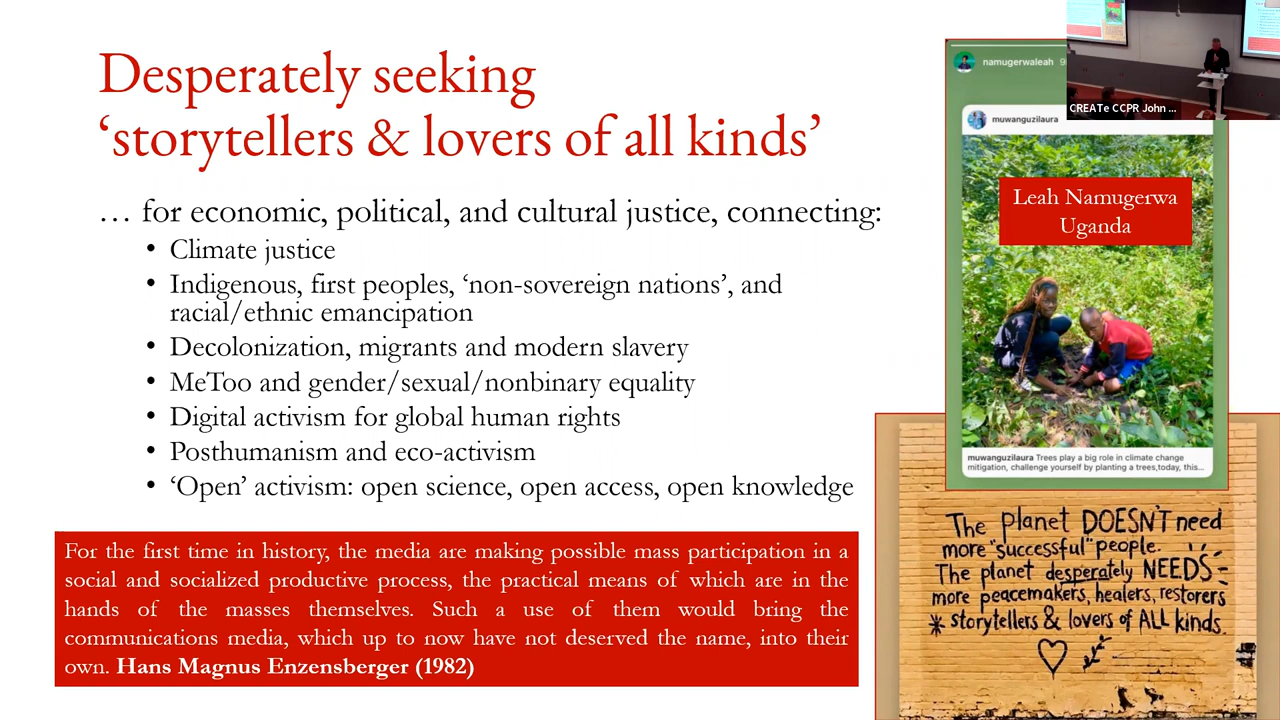 Desperately seeking
‘storytellers & lovers of all kinds’
… for economic, political, and cultural justice, connecting:
• Climate justice
• Indigenous, first peoples, ‘non-sovereign nations’, and
racial/ethnic emancipation
• Decolonization, migrants and modern slavery
• MeToo and gender/sexual/nonbinary equality
• Digital activism for global human rights
• Posthumanism and eco-activism
• ‘Open’ activism: open science, open access, open knowledge
For the first time in history, the media are making possible mass participation in a
social and socialized productive process, the practical means of which are in the
hands of the masses themselves. Such a use of them would bring the
communications media, which up to now have not deserved the name, into their
own. Hans Magnus Enzensberger (1982)
namugerwaleah
CREATe CCPR John ...
muwanguzilaura
Leah Namugerwa
Uganda
muwanguzilaura Trees play a big role in climate change
mitigation, challenge yourself by planting a trees,today, this...
The planet DOESN'T need
more "successful" people.
The planet desperately NEEDS
more peacemakers, healers, restorers
* storytellers & lovers of ALL kinds.